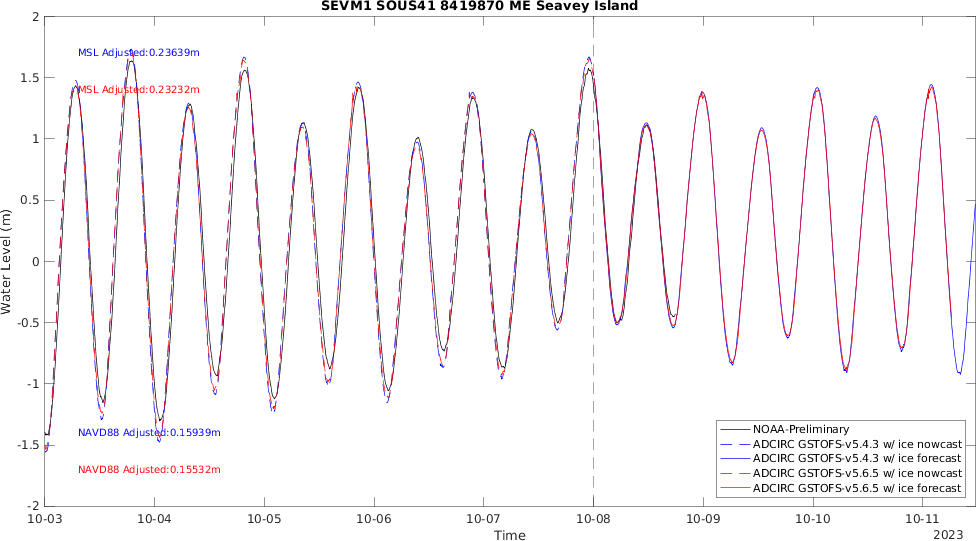 SEVM1 SOUS41 8419870 ME Seavey Island
2
1.5
1
0.5
0
-0.5
-1
-1.5
-2
Water Level (m)
MSL Adjusted:0.23639m
MSL Adjusted:0.23232m
NAVD88 Adjusted:0.15939m
NAVD88 Adjusted:0.15532m
NOAA-Preliminary
ADCIRC GSTOFS-v5.4.3 w/ ice nowcast
ADCIRC GSTOFS-v5.4.3 w/ ice forecast
ADCIRC GSTOFS-v5.6.5 w/ ice nowcast
ADCIRC GSTOFS-v5.6.5 w/ ice forecast
10-03 10-04 10-05 10-06 10-07 10-08 10-09 10-10 10-11
Time
2023